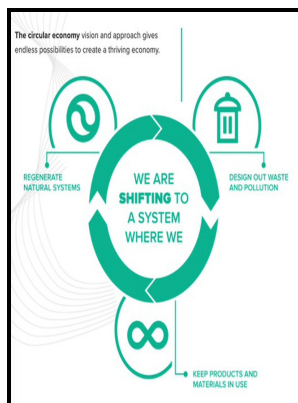 The circular economy vision and approach gives
endless possibilities to create a thriving economy.
REGENERATE
NATURAL SYSTEMS
DESIGN OUT WASTE
AND POLLUTION
WE ARE
SHIFTING TO
A SYSTEM
WHERE WE
KEEP PRODUCTS AND
MATERIALS IN USE